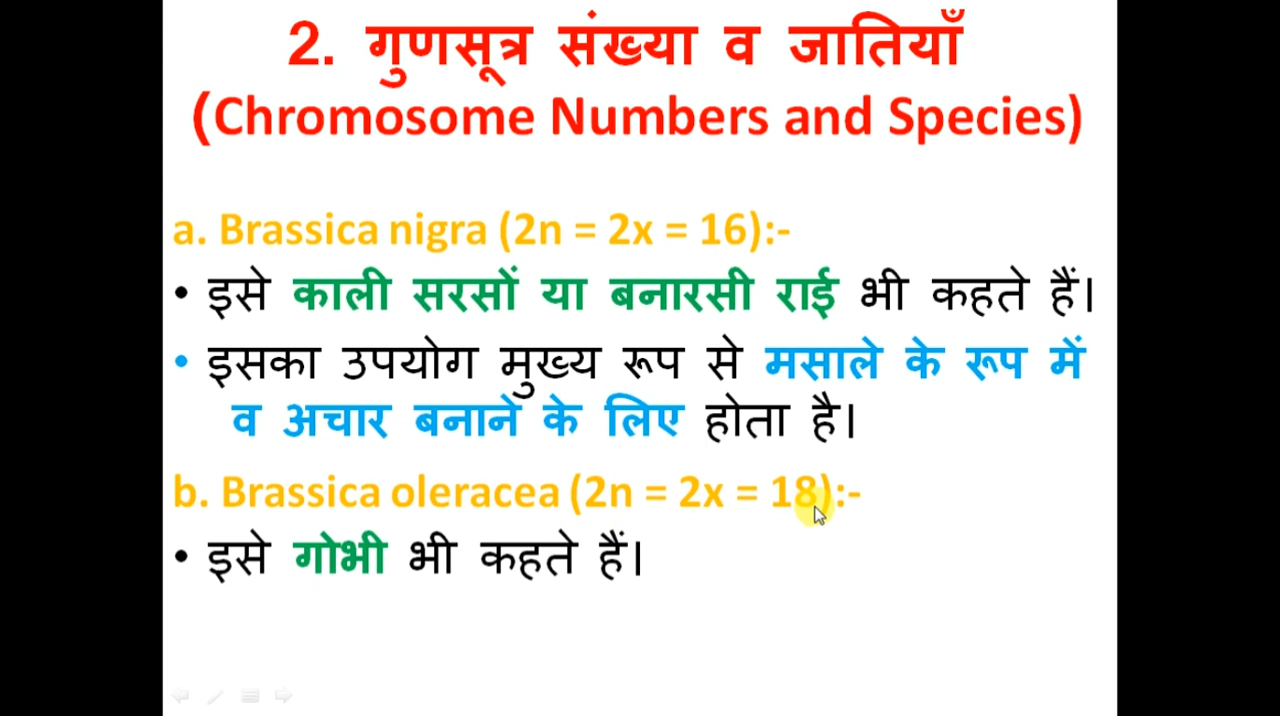 2. गुणसूत्र संख्या व जातियाँ
(Chromosome Numbers and Species)
a. Brassica nigra (2n = 2x = 16):-
• इसे काली सरसों या बनारसी राई भी कहते हैं।
• इसका उपयोग मुख्य रूप से मसाले के रूप में
व अचार बनाने के लिए होता है।
b. Brassica oleracea (2n = 2x = 18):-
• इसे गोभी भी कहते हैं।